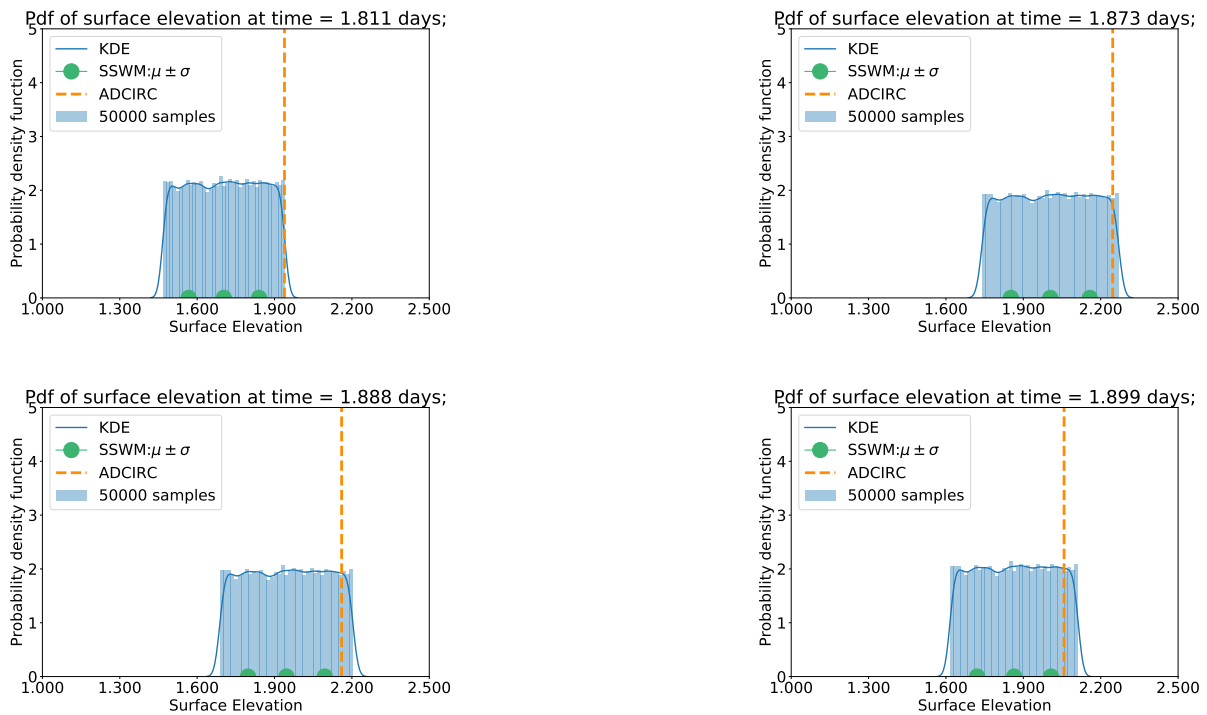 Pdf of surface elevation at time = 1.811 days;
Probability density function
5
4
3
2
1
0
KDE
SSWM:μ ± σ
ADCIRC
50000 samples
1.000 1.300 1.600 1.900 2.200 2.500
Surface Elevation
Pdf of surface elevation at time = 1.873 days;
Probability density function
5
4
3
2
1
0
KDE
SSWM:μ ± σ
ADCIRC
50000 samples
1.000 1.300 1.600 1.900 2.200 2.500
Surface Elevation
Pdf of surface elevation at time = 1.888 days;
Probability density function
5
4
3
2
1
0
KDE
SSWM:μ ± σ
ADCIRC
50000 samples
1.000 1.300 1.600 1.900 2.200 2.500
Surface Elevation
Pdf of surface elevation at time = 1.899 days;
Probability density function
5
4
3
2
1
0
KDE
SSWM:μ ± σ
ADCIRC
50000 samples
1.000 1.300 1.600 1.900 2.200 2.500
Surface Elevation